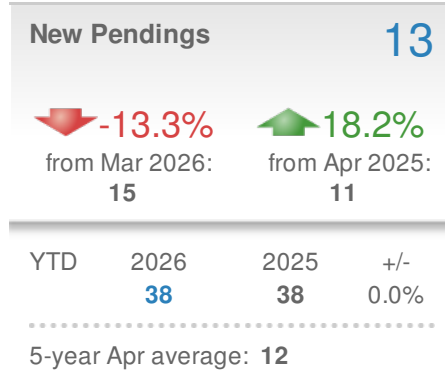 New Pendings 13
-13.3% 18.2%
from Mar 2026: from Apr 2025:
15 11
YTD 2026 2025 +/-
38 38 0.0%
5-year Apr average: 12